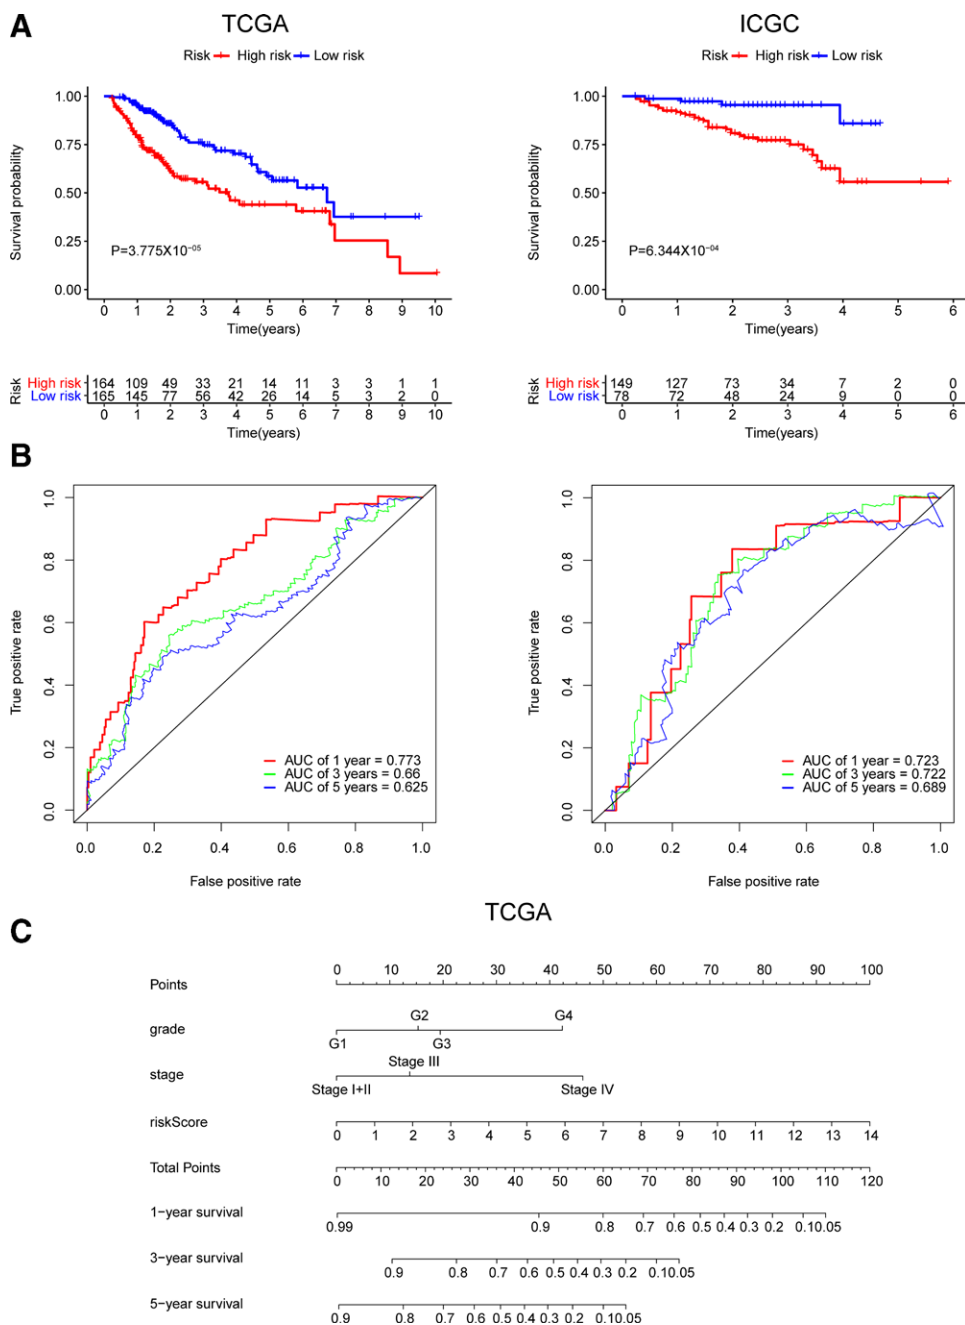 A
TCGA
ICGC
Risk High risk Low risk
Risk High risk Low risk
Survival probability
1.00
0.75
0.50
0.25
0.00
P=3.775X10⁻⁰⁵
0 1 2 3 4 5 6 7 8 9 10
Time(years)
Survival probability
1.00
0.75
0.50
0.25
0.00
P=6.344X10⁻⁰⁴
0 1 2 3 4 5 6
Time(years)
Risk
High risk 164 109 49 33 21 14 11 3 3 1 1
Low risk 165 145 77 56 42 26 14 5 3 2 0
0 1 2 3 4 5 6 7 8 9 10
Time(years)
Risk
High risk 149 127 73 34 7 2 0
Low risk 78 72 48 24 9 0 0
0 1 2 3 4 5 6
Time(years)
B
True positive rate
1.0
0.8
0.6
0.4
0.2
0.0
AUC of 1 year = 0.773
AUC of 3 years = 0.66
AUC of 5 years = 0.625
0.0 0.2 0.4 0.6 0.8 1.0
False positive rate
True positive rate
1.0
0.8
0.6
0.4
0.2
0.0
AUC of 1 year = 0.723
AUC of 3 years = 0.722
AUC of 5 years = 0.689
0.0 0.2 0.4 0.6 0.8 1.0
False positive rate
TCGA
C
0 10 20 30 40 50 60 70 80 90 100
Points
G2 G4
grade
G1 G3
Stage III
stage
Stage I+II Stage IV
riskScore
0 1 2 3 4 5 6 7 8 9 10 11 12 13 14
Total Points
0 10 20 30 40 50 60 70 80 90 100 110 120
1−year survival
0.99 0.9 0.8 0.7 0.6 0.5 0.4 0.3 0.2 0.1 0.05
3−year survival
0.9 0.8 0.7 0.6 0.5 0.4 0.3 0.2 0.1 0.05
5−year survival
0.9 0.8 0.7 0.6 0.5 0.4 0.3 0.2 0.1 0.05